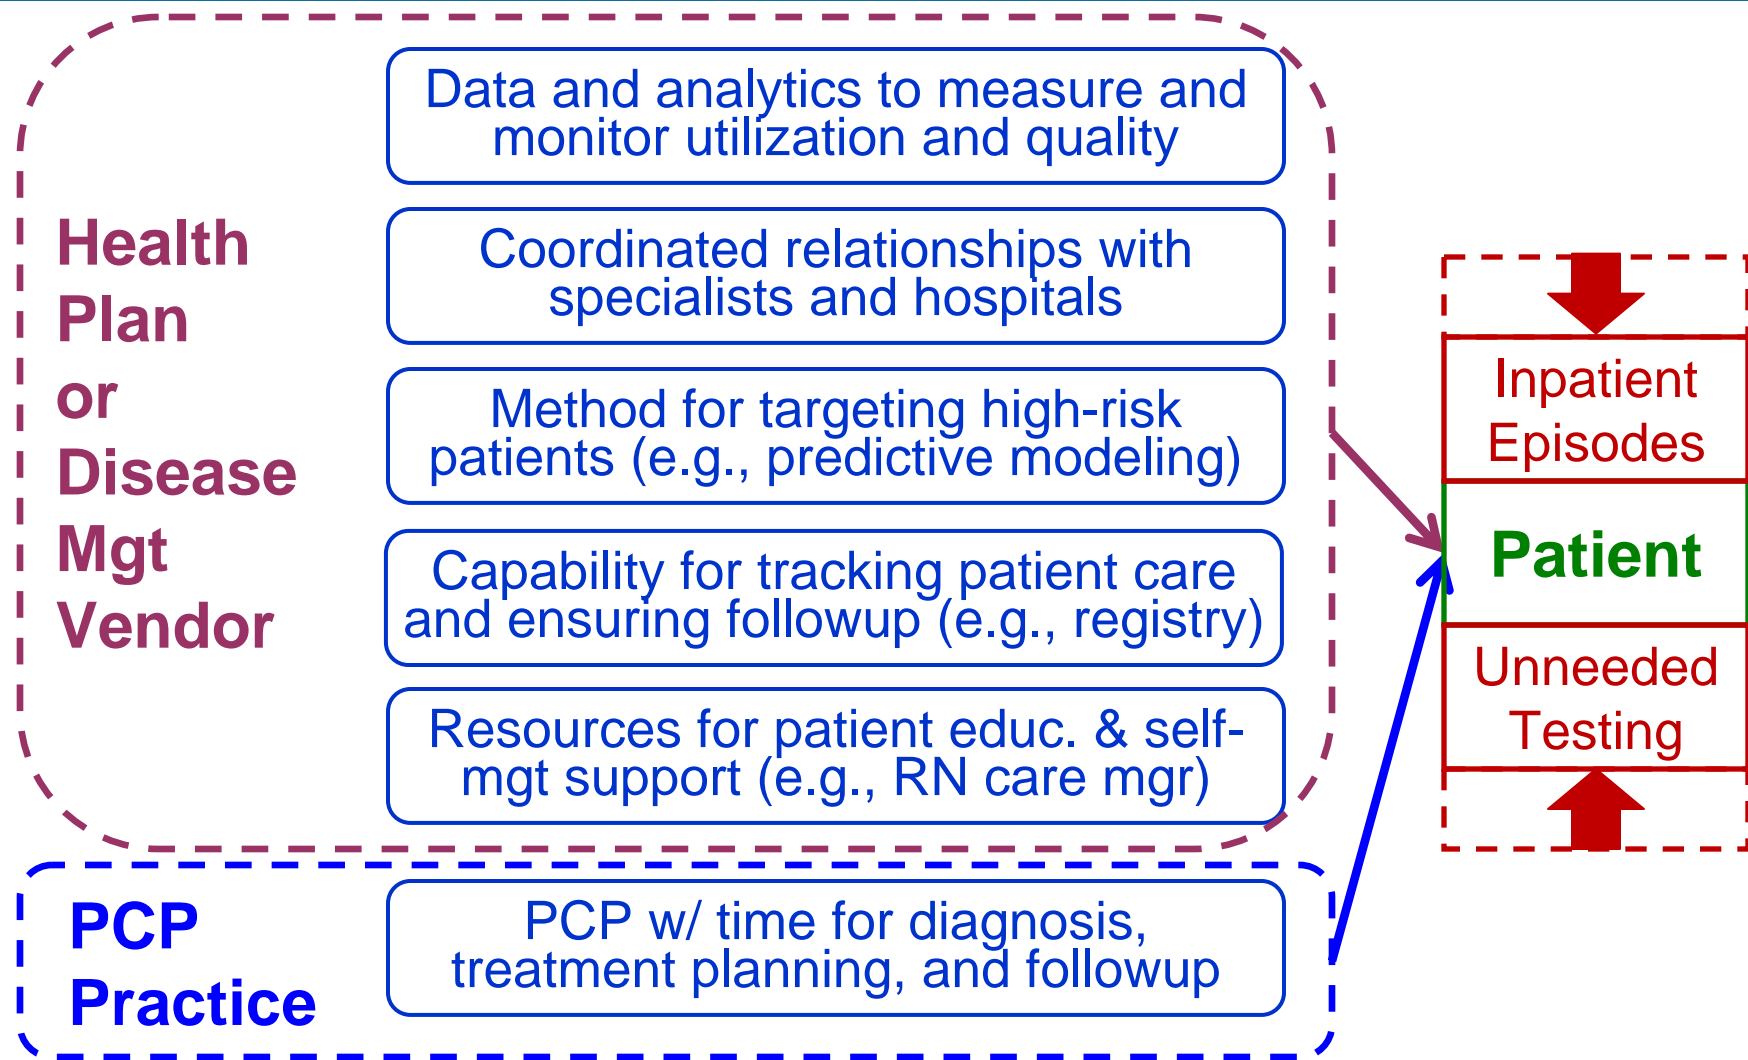 Health
Plan
or
Disease
Mgt
Vendor
Data and analytics to measure and
monitor utilization and quality
Coordinated relationships with
specialists and hospitals
Method for targeting high-risk
patients (e.g., predictive modeling)
Capability for tracking patient care
and ensuring followup (e.g., registry)
Resources for patient educ. & self-
mgt support (e.g., RN care mgr)
PCP
Practice
PCP w/ time for diagnosis,
treatment planning, and followup
Inpatient
Episodes
Patient
Unneeded
Testing